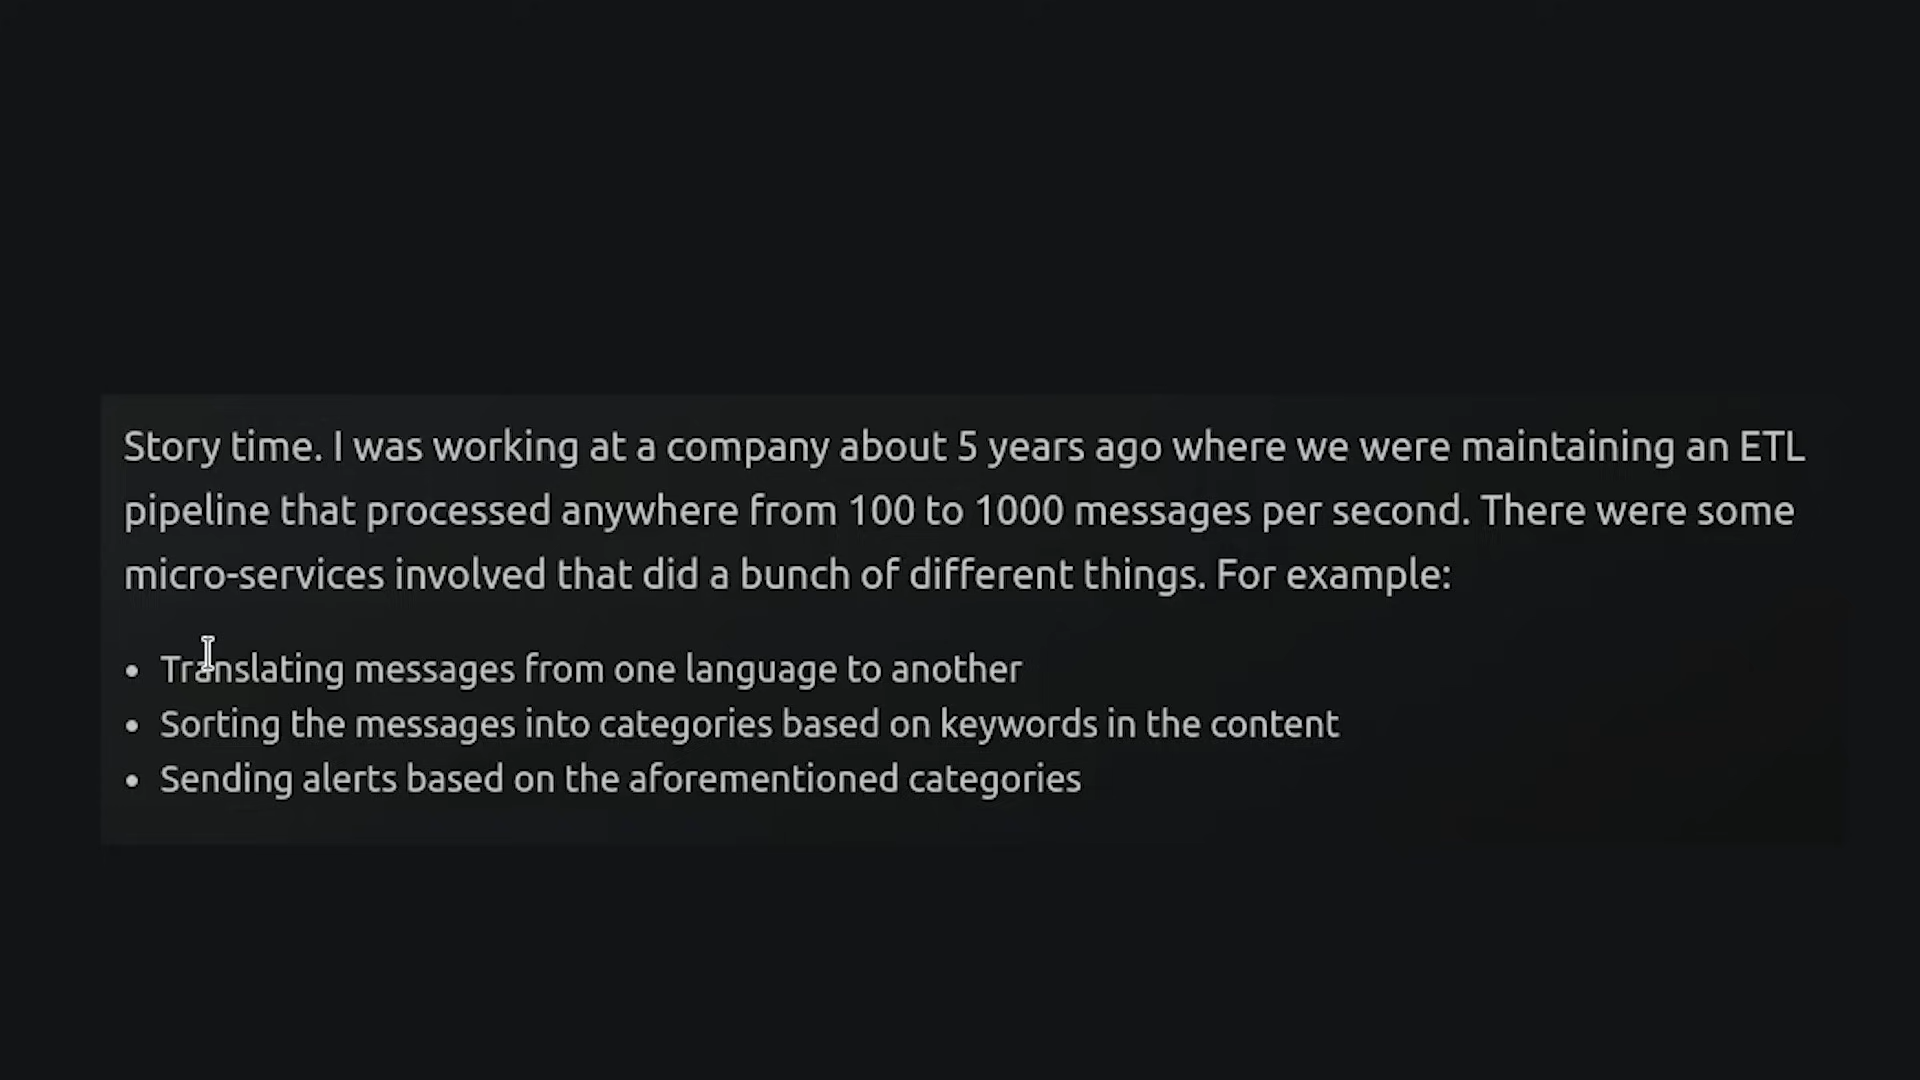 Story time. I was working at a company about 5 years ago where we were maintaining an ETL
pipeline that processed anywhere from 100 to 1000 messages per second. There were some
micro-services involved that did a bunch of different things. For example:
• Translating messages from one language to another
• Sorting the messages into categories based on keywords in the content
• Sending alerts based on the aforementioned categories